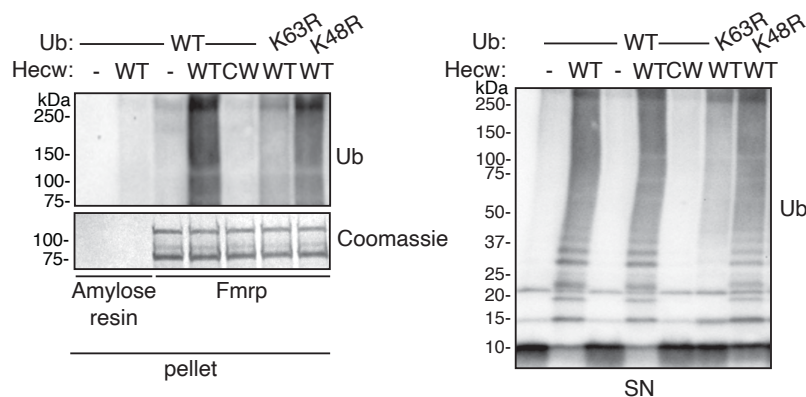 Ub: WT K63R K48R
Hecw: - WT - WT CW WT WT
kDa
250-
150-
100-
75-
Ub
100-
75-
Coomassie
Amylose resin
Fmrp
pellet
Ub: WT K63R K48R
Hecw: - WT - WT CW WT WT
kDa
250-
150-
100-
75-
50-
37-
25-
20-
15-
10-
Ub
SN